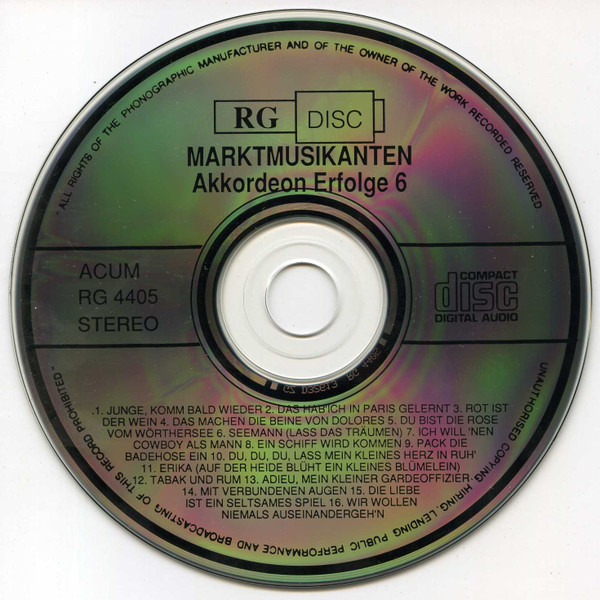 "ALL RIGHTS OF THE PHONOGRAPHIC MANUFACTURER AND OF THE OWNER OF THE WORK RECORDED RESERVED
RG DISC
MARKTMUSIKANTEN
Akkordeon Erfolge 6
ACUM
RG 4405
STEREO
COMPACT
disc
DIGITAL AUDIO
.1. JUNGE, KOMM BALD WIEDER 2. DAS HAB'ICH IN PARIS GELERNT 3. ROT IST
DER WEIN 4. DAS MACHEN DIE BEINE VON DOLORES 5. DU BIST DIE ROSE
VOM WÖRTHERSEE 6. SEEMANN (LASS DAS TRÄUMEN) 7. ICH WILL 'NEN
COWBOY ALS MANN 8. EIN SCHIFF WIRD KOMMEN 9. PACK DIE
BADEHOSE EIN 10. DU, DU, DU, LASS MEIN KLEINES HERZ IN RUH'
11. ERIKA (AUF DER HEIDE BLÜHT EIN KLEINES BLÜMELEIN)
12. TABAK UND RUM 13. ADIEU, MEIN KLEINER GARDEOFFIZIER
14. MIT VERBUNDENEN AUGEN 15. DIE LIEBE
IST EIN SELTSAMES SPIEL 16. WIR WOLLEN
NIEMALS AUSEINANDERGEH'N
UNAUTHORISED COPYING, HIRING, LENDING, PUBLIC PERFORMANCE AND BROADCASTING OF THIS RECORD PROHIBITED"